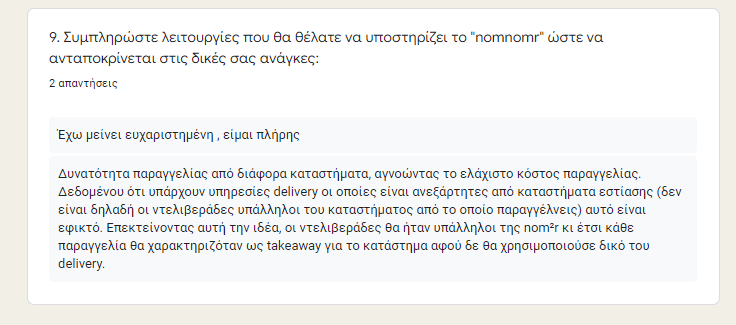 9. Συμπληρώστε λειτουργίες που θα θέλατε να υποστηρίζει το "nomnomr" ώστε να
ανταποκρίνεται στις δικές σας ανάγκες:
2 απαντήσεις
Έχω μείνει ευχαριστημένη , είμαι πλήρης
Δυνατότητα παραγγελίας από διάφορα καταστήματα, αγνοώντας το ελάχιστο κόστος παραγγελίας.
Δεδομένου ότι υπάρχουν υπηρεσίες delivery οι οποίες είναι ανεξάρτητες από καταστήματα εστίασης (δεν
είναι δηλαδή οι ντελιβεράδες υπάλληλοι του καταστήματος από το οποίο παραγγέλνεις) αυτό είναι
εφικτό. Επεκτείνοντας αυτή την ιδέα, οι ντελιβεράδες θα ήταν υπάλληλοι της nom²r κι έτσι κάθε
παραγγελία θα χαρακτηριζόταν ως takeaway για το κατάστημα αφού δε θα χρησιμοποιούσε δικό του
delivery.